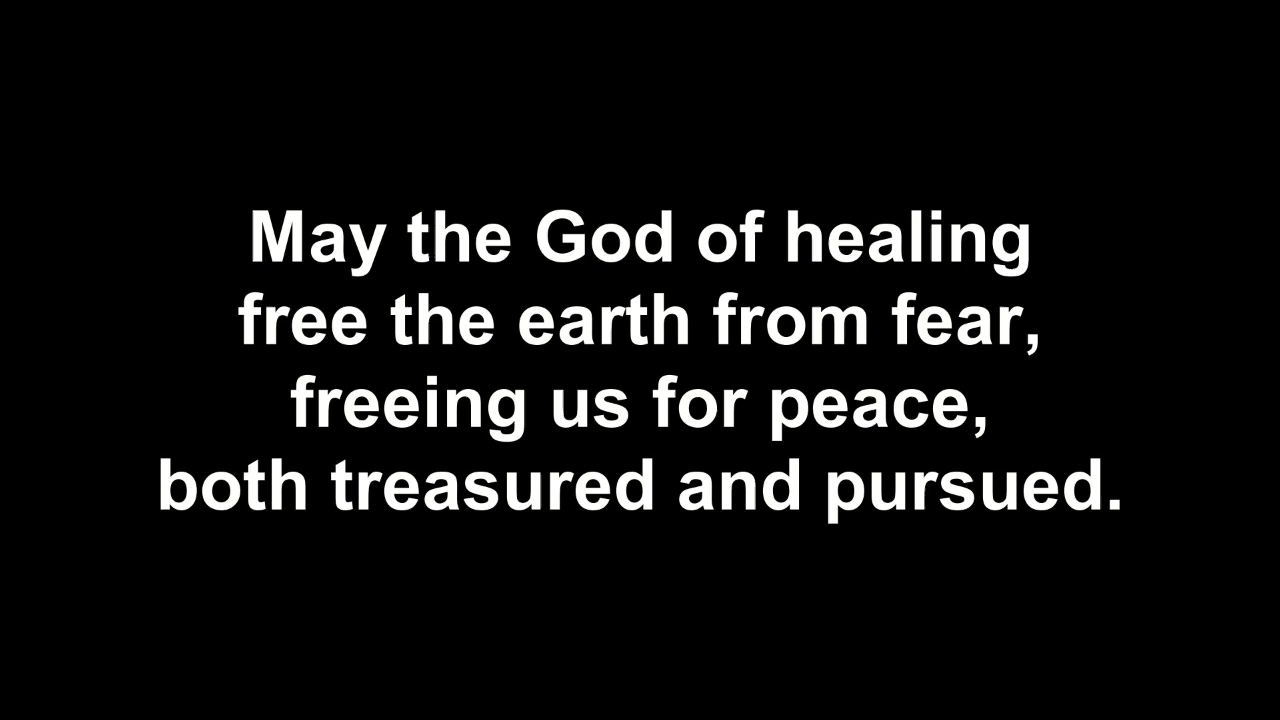 May the God of healing
free the earth from fear,
freeing us for peace,
both treasured and pursued.